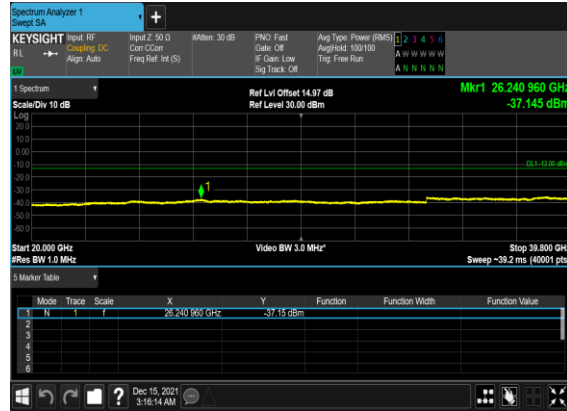 Spectrum Analyzer 1
Swept SA
+
KEYSIGHT Input: RF Input Z: 50 Ω #Atten: 30 dB PNO: Fast Avg Type: Power (RMS) 1 2 3 4 5 6
RL Coupling: DC Corr CCorr Gate: Off Avg|Hold: 100/100 A W W W W W
Align: Auto Freq Ref: Int (S) IF Gain: Low Trig: Free Run
Sig Track: Off A N N N N N
1 Spectrum Ref Lvl Offset 14.97 dB Mkr1 26.240 960 GHz
Scale/Div 10 dB Ref Level 30.00 dBm -37.145 dBm
Log
20.0
10.0
0.00
-10.0 DL1 -13.00 dBm
-20.0
-30.0 1
-40.0
-50.0
-60.0
Start 20.000 GHz Video BW 3.0 MHz* Stop 39.800 GHz
#Res BW 1.0 MHz Sweep ~39.2 ms (40001 pts)
5 Marker Table
Mode Trace Scale X Y Function Function Width Function Value
1 N 1 f 26.240 960 GHz -37.15 dBm
2
3
4
5
6
? Dec 15, 2021
3:16:14 AM